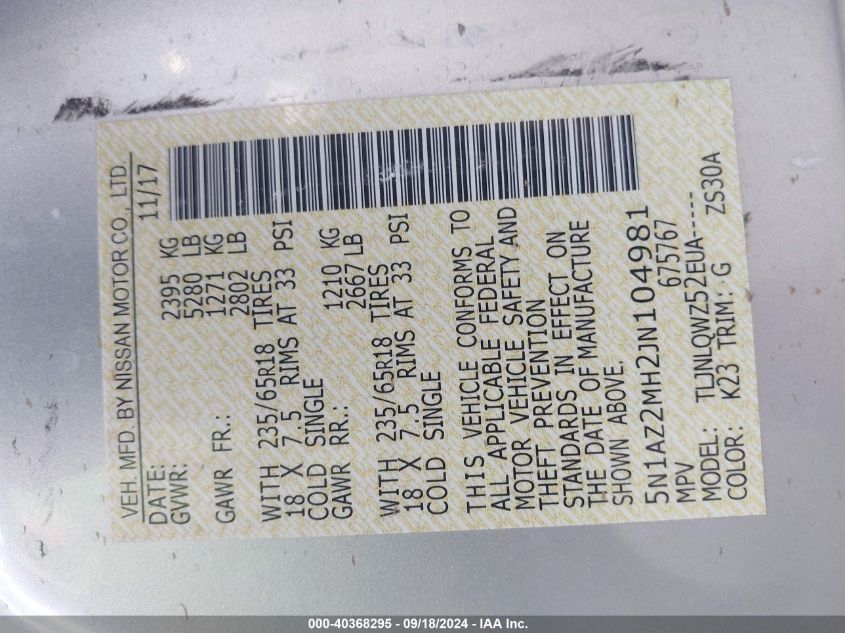 VEH. MFD. BY NISSAN MOTOR CO., LTD.
DATE: 11/17
GVWR: 2395 KG
5280 LB
GAWR FR.: 1271 KG
2802 LB
WITH 235/65R18 TIRES
18 X 7.5 RIMS AT 33 PSI
COLD SINGLE
GAWR RR.: 1210 KG
2667 LB
WITH 235/65R18 TIRES
18 X 7.5 RIMS AT 33 PSI
COLD SINGLE
THIS VEHICLE CONFORMS TO
ALL APPLICABLE FEDERAL
MOTOR VEHICLE SAFETY AND
THEFT PREVENTION
STANDARDS IN EFFECT ON
THE DATE OF MANUFACTURE
SHOWN ABOVE.
5N1AZ2MH2JN104981
MPV 675767
MODEL: TLJNLQWZ52EUA-----
COLOR: K23 TRIM: G ZS30A
000-40368295 - 09/18/2024 - IAA Inc.